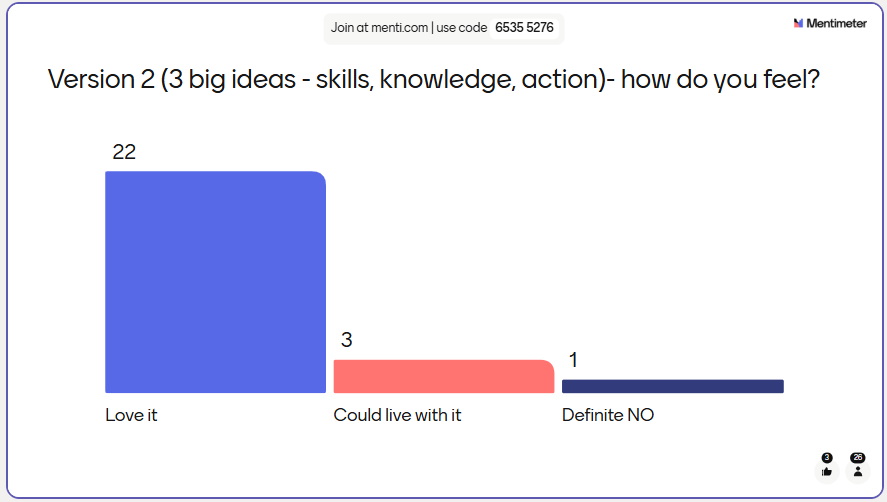 Join at menti.com | use code 6535 5276
Mentimeter
Version 2 (3 big ideas - skills, knowledge, action)- how do you feel?
22
3
1
Love it
Could live with it
Definite NO
3
26